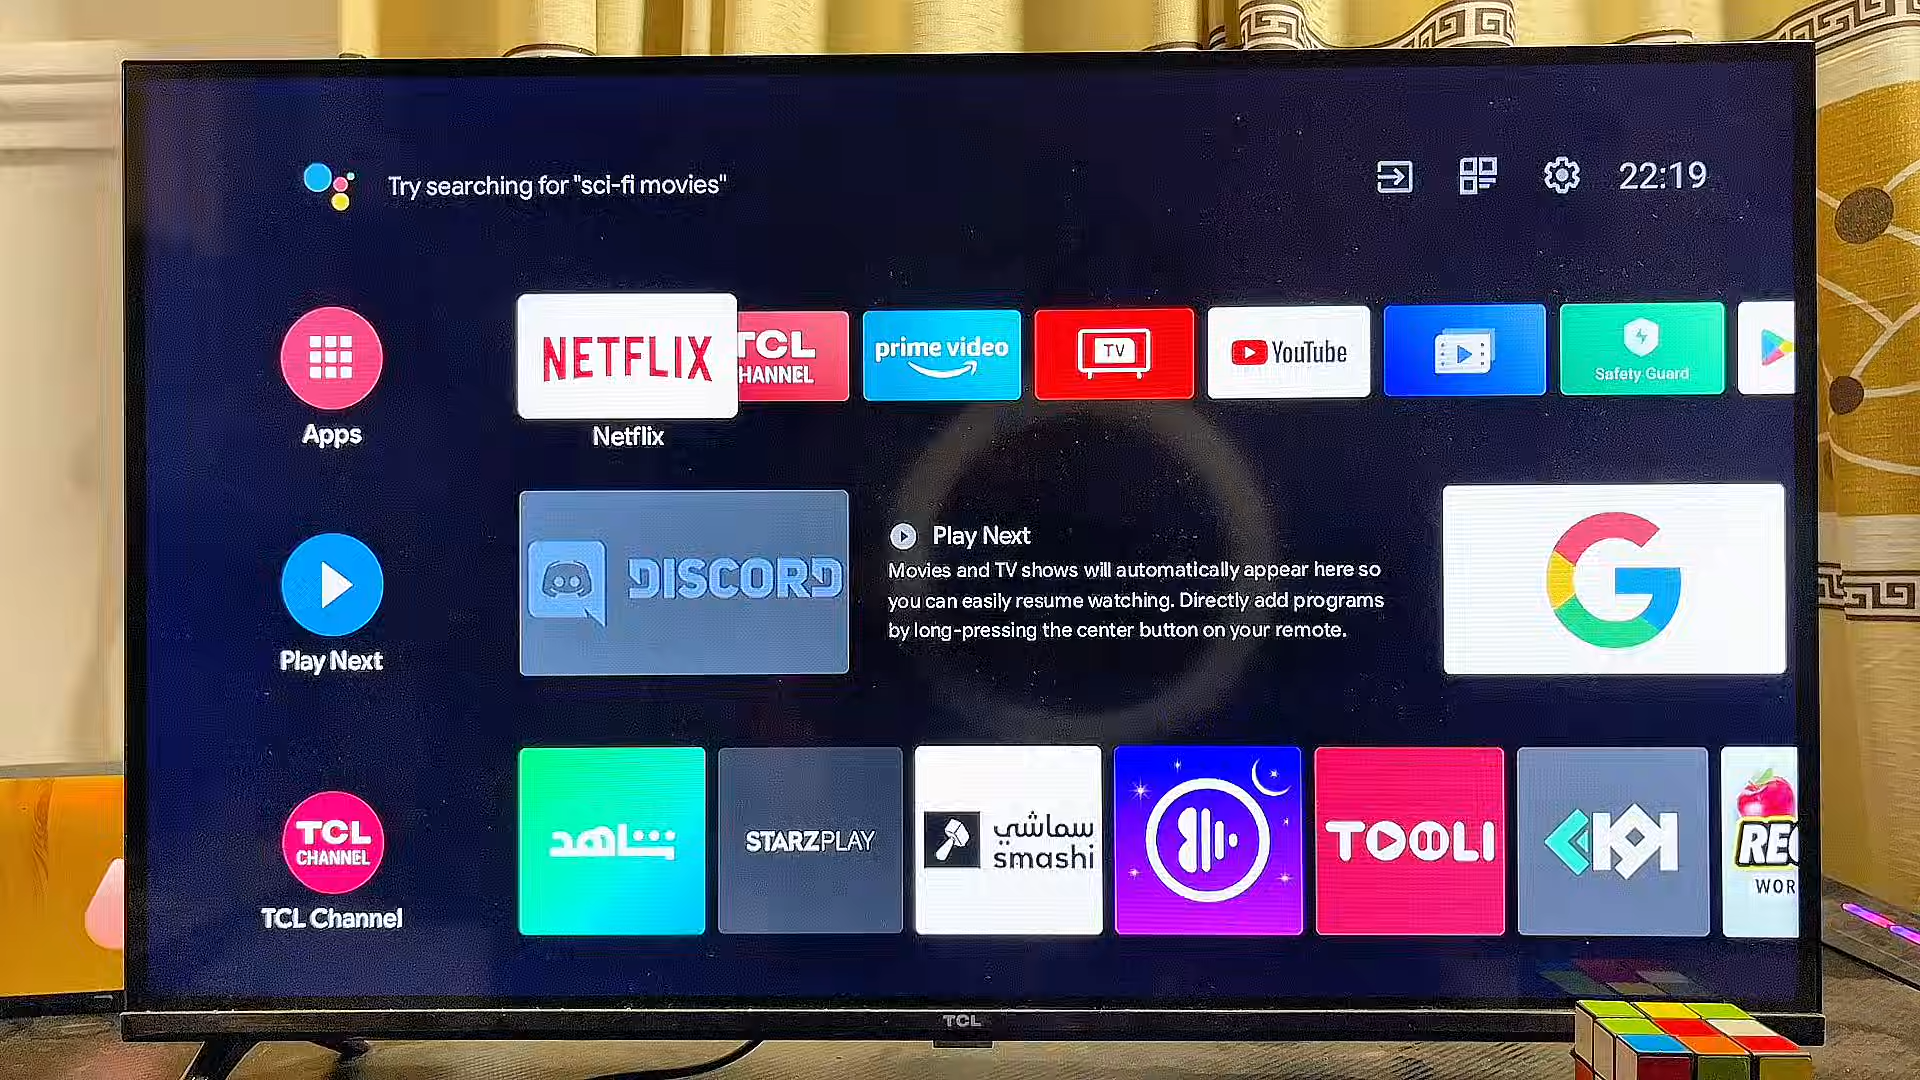 Try searching for "sci-fi movies"
22:19
Apps
NETFLIX
TCL
CHANNEL
prime video
TV
YouTube
Safety Guard
Netflix
Play Next
DISCORD
Play Next
Movies and TV shows will automatically appear here so
you can easily resume watching. Directly add programs
by long-pressing the center button on your remote.
G
TCL
CHANNEL
TCL Channel
شاهد
STARZPLAY
سماشي
smashi
TOOLI
REC
WOR
TCL